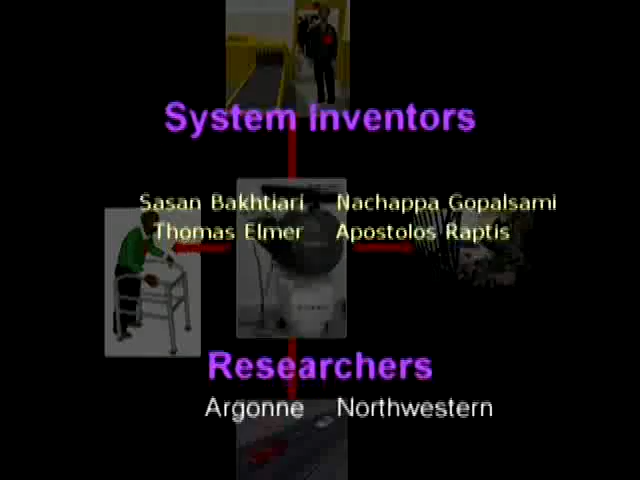 System Inventors
Sasan Bakhtiari Nachappa Gopalsami
Thomas Elmer Apostolos Raptis
Researchers
Argonne Northwestern